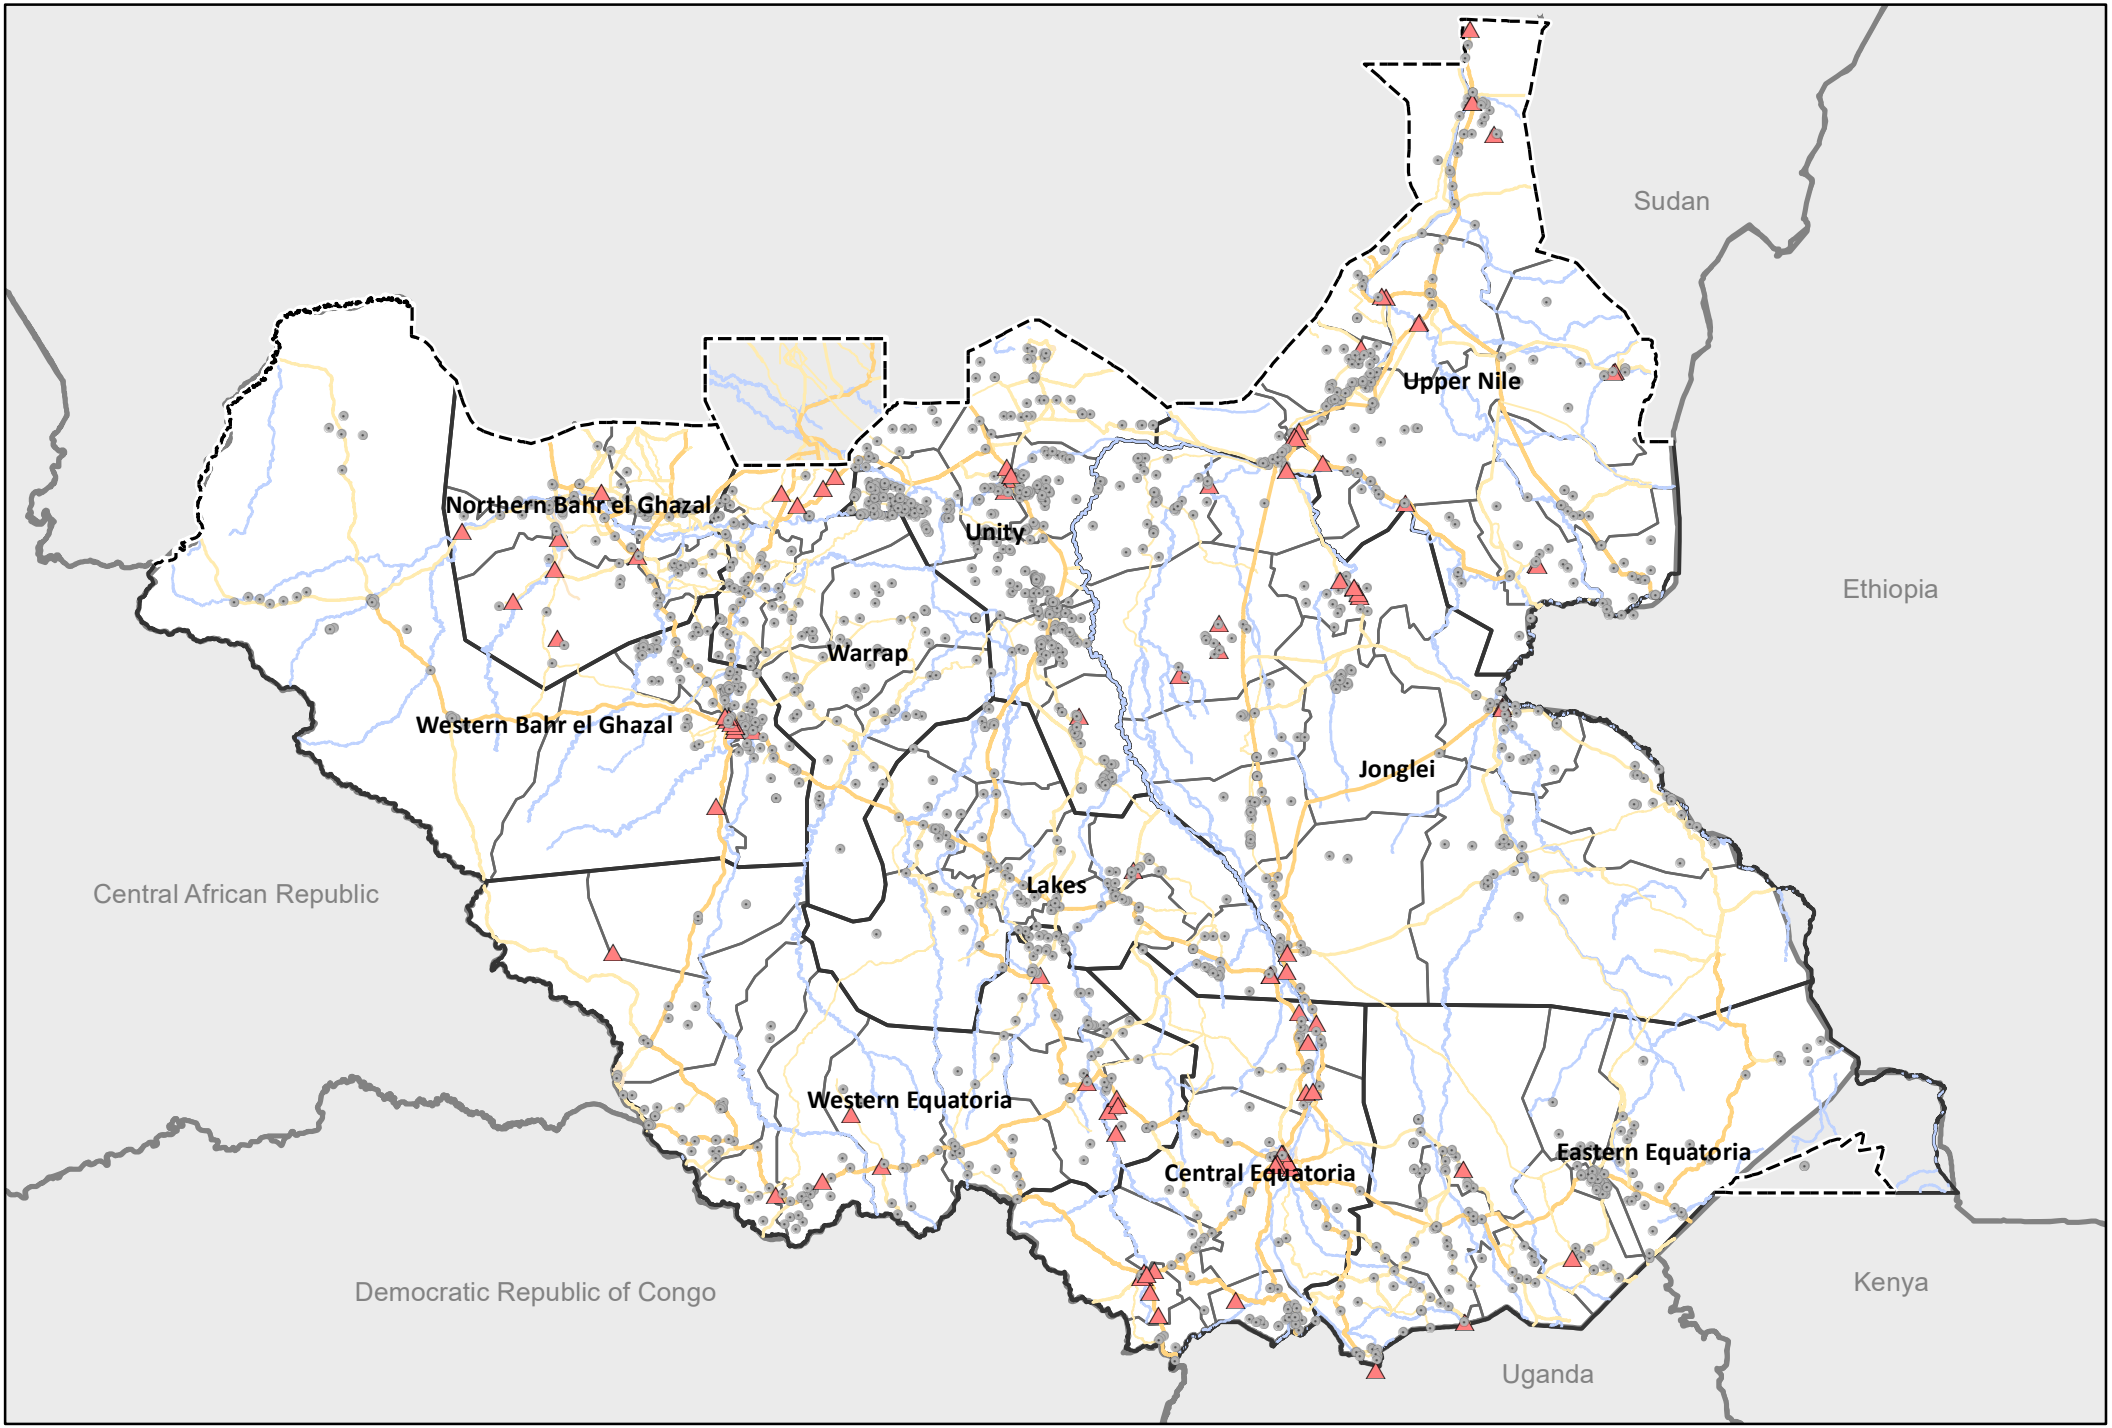 Sudan
Upper Nile
Northern Bahr el Ghazal
Unity
Ethiopia
Warrap
Western Bahr el Ghazal
Jonglei
Lakes
Central African Republic
Western Equatoria
Eastern Equatoria
Central Equatoria
Kenya
Democratic Republic of Congo
Uganda